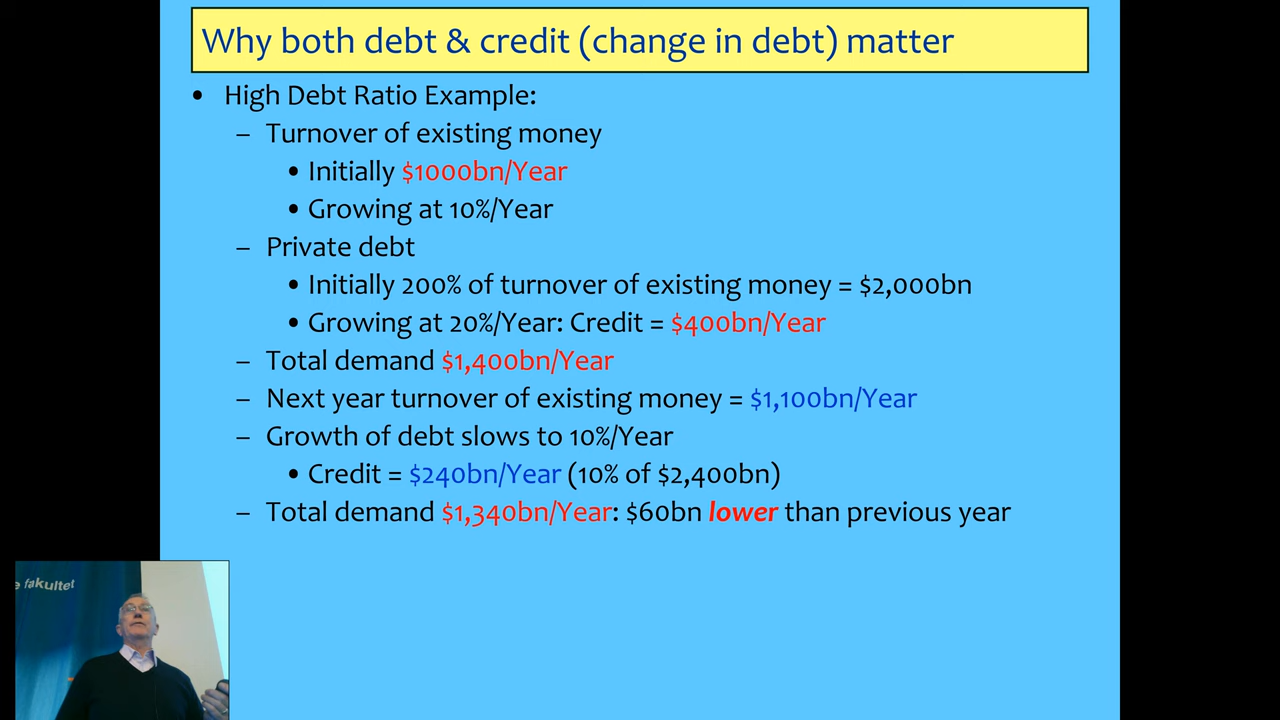 Why both debt & credit (change in debt) matter
• High Debt Ratio Example:
– Turnover of existing money
• Initially $1000bn/Year
• Growing at 10%/Year
– Private debt
• Initially 200% of turnover of existing money = $2,000bn
• Growing at 20%/Year: Credit = $400bn/Year
– Total demand $1,400bn/Year
– Next year turnover of existing money = $1,100bn/Year
– Growth of debt slows to 10%/Year
• Credit = $240bn/Year (10% of $2,400bn)
– Total demand $1,340bn/Year: $60bn lower than previous year
e fakultet